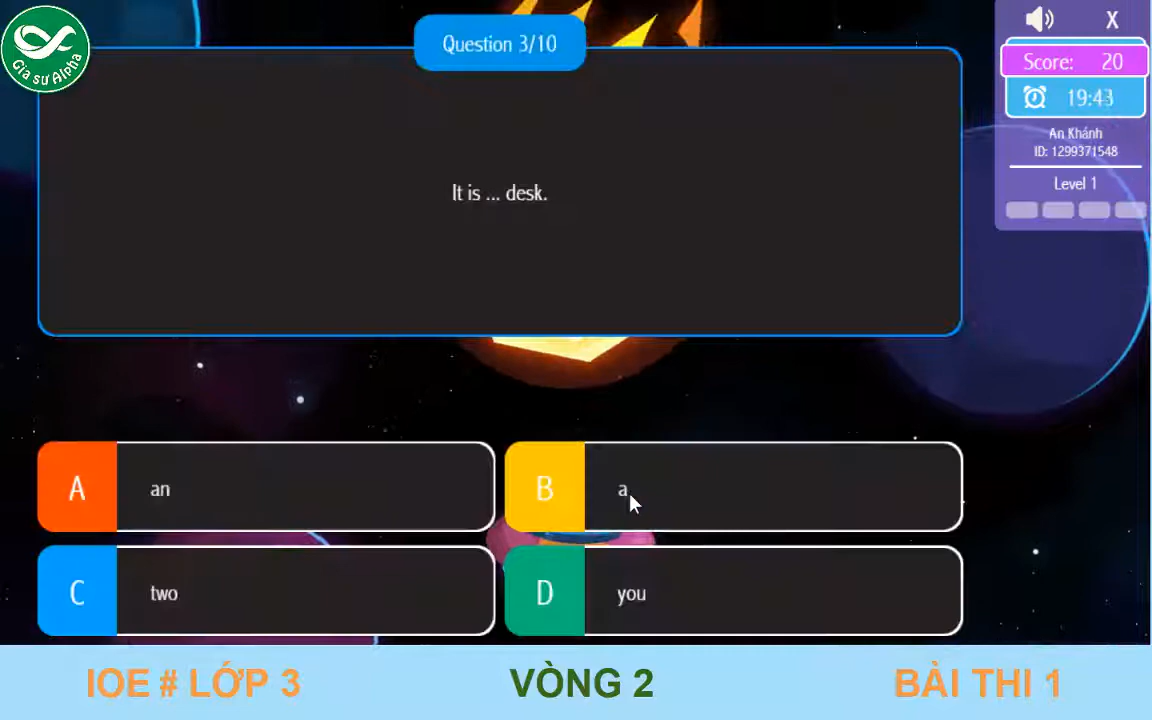 Gia sư Alpha
Question 3/10
X
Score: 20
19:43
An Khánh
ID: 1299371548
Level 1
It is ... desk.
A an
B a
C two
D you
IOE # LỚP 3 VÒNG 2 BÀI THI 1